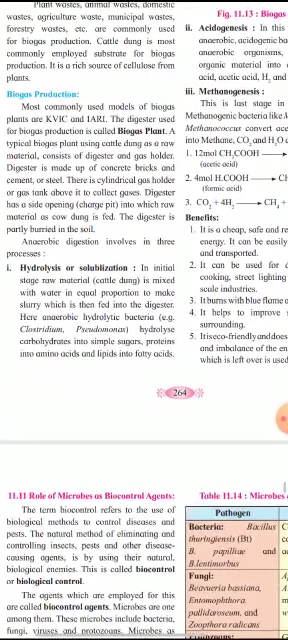 Plant wastes, animal wastes, domestic
wastes, agriculture waste, municipal wastes,
forestry wastes, etc. are commonly used
for biogas production. Cattle dung is most
commonly employed substrate for biogas
production. It is a rich source of cellulose from
plants.
Biogas Production:
Most commonly used models of biogas
plants are KVIC and IARI. The digester used
for biogas production is called Biogas Plant. A
typical biogas plant using cattle dung as a raw
material, consists of digester and gas holder.
Digester is made up of concrete bricks and
cement, or steel. There is cylindrical gas holder
or gas tank above it to collect gases. Digester
has a side opening (charge pit) into which raw
material as cow dung is fed. The digester is
partly burried in the soil.
Anaerobic digestion involves in three
processes :
i. Hydrolysis or solublization : In initial
stage raw material (cattle dung) is mixed
with water in equal proportion to make
slurry which is then fed into the digester.
Here anaerobic hydrolytic bacteria (e.g.
Clostridium, Pseudomonas) hydrolyse
carbohydrates into simple sugars, proteins
into amino acids and lipids into fatty acids.
Fig. 11.13 : Biogas
ii. Acidogenesis : In this
anaerobic, acidogenic ba
anaerobic organisms,
organic material into
acid, acetic acid, H2 and
iii. Methanogenesis :
This is last stage in
Methanogenic bacteria like M
Methanococcus convert ace
into Methane, CO2 and H2O
1. 12mol CH3COOH →
(acetic acid)
2. 4mol H.COOH → CH
(formic acid)
3. CO2 + 4H2 → CH4 +
Benefits:
1. It is a cheap, safe and re
energy. It can be easily
and transported.
2. It can be used for
cooking, street lighting
scale industries.
3. It burns with blue flame
4. It helps to improve
surrounding.
5. It is eco-friendly and does
and imbalance of the en
which is left over is used
264
11.11 Role of Microbes as Biocontrol Agents:
The term biocontrol refers to the use of
biological methods to control diseases and
pests. The natural method of eliminating and
controlling insects, pests and other disease-
causing agents, is by using their natural,
biological enemies. This is called biocontrol
or biological control.
The agents which are employed for this
are called biocontrol agents. Microbes are one
among them. These microbes include bacteria,
fungi, viruses and protozoans. Microbes as
Table 11.14 : Microbes
Pathogen
Bacteria: Bacillus
thuringiensis (Bt)
B. papilliae and
B.lentimorbus
Fungi:
Beauveria bassiana,
Entomophthora,
pallidaroseum, and
Zoophora radicans